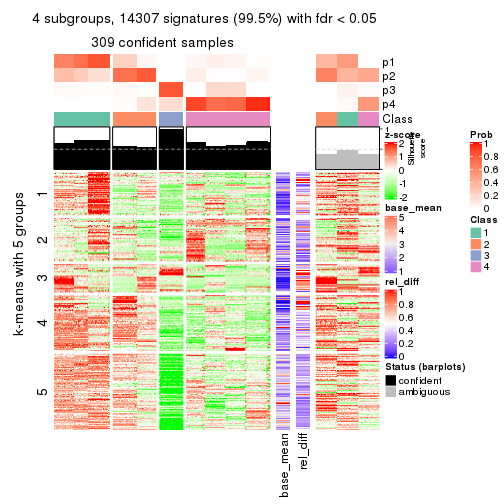 4 subgroups, 14307 signatures (99.5%) with fdr < 0.05
309 confident samples
p1
p2
p3
p4
Class
1
Silhouette
score
z-score
2
1
0
-1
-2
Prob
1
0.8
0.6
0.4
0.2
0
k-means with 5 groups
1
2
3
4
5
base_mean
5
4
3
2
1
Class
1
2
3
4
rel_diff
1
0.8
0.6
0.4
0.2
0
Status (barplots)
confident
ambiguous
base_mean
rel_diff